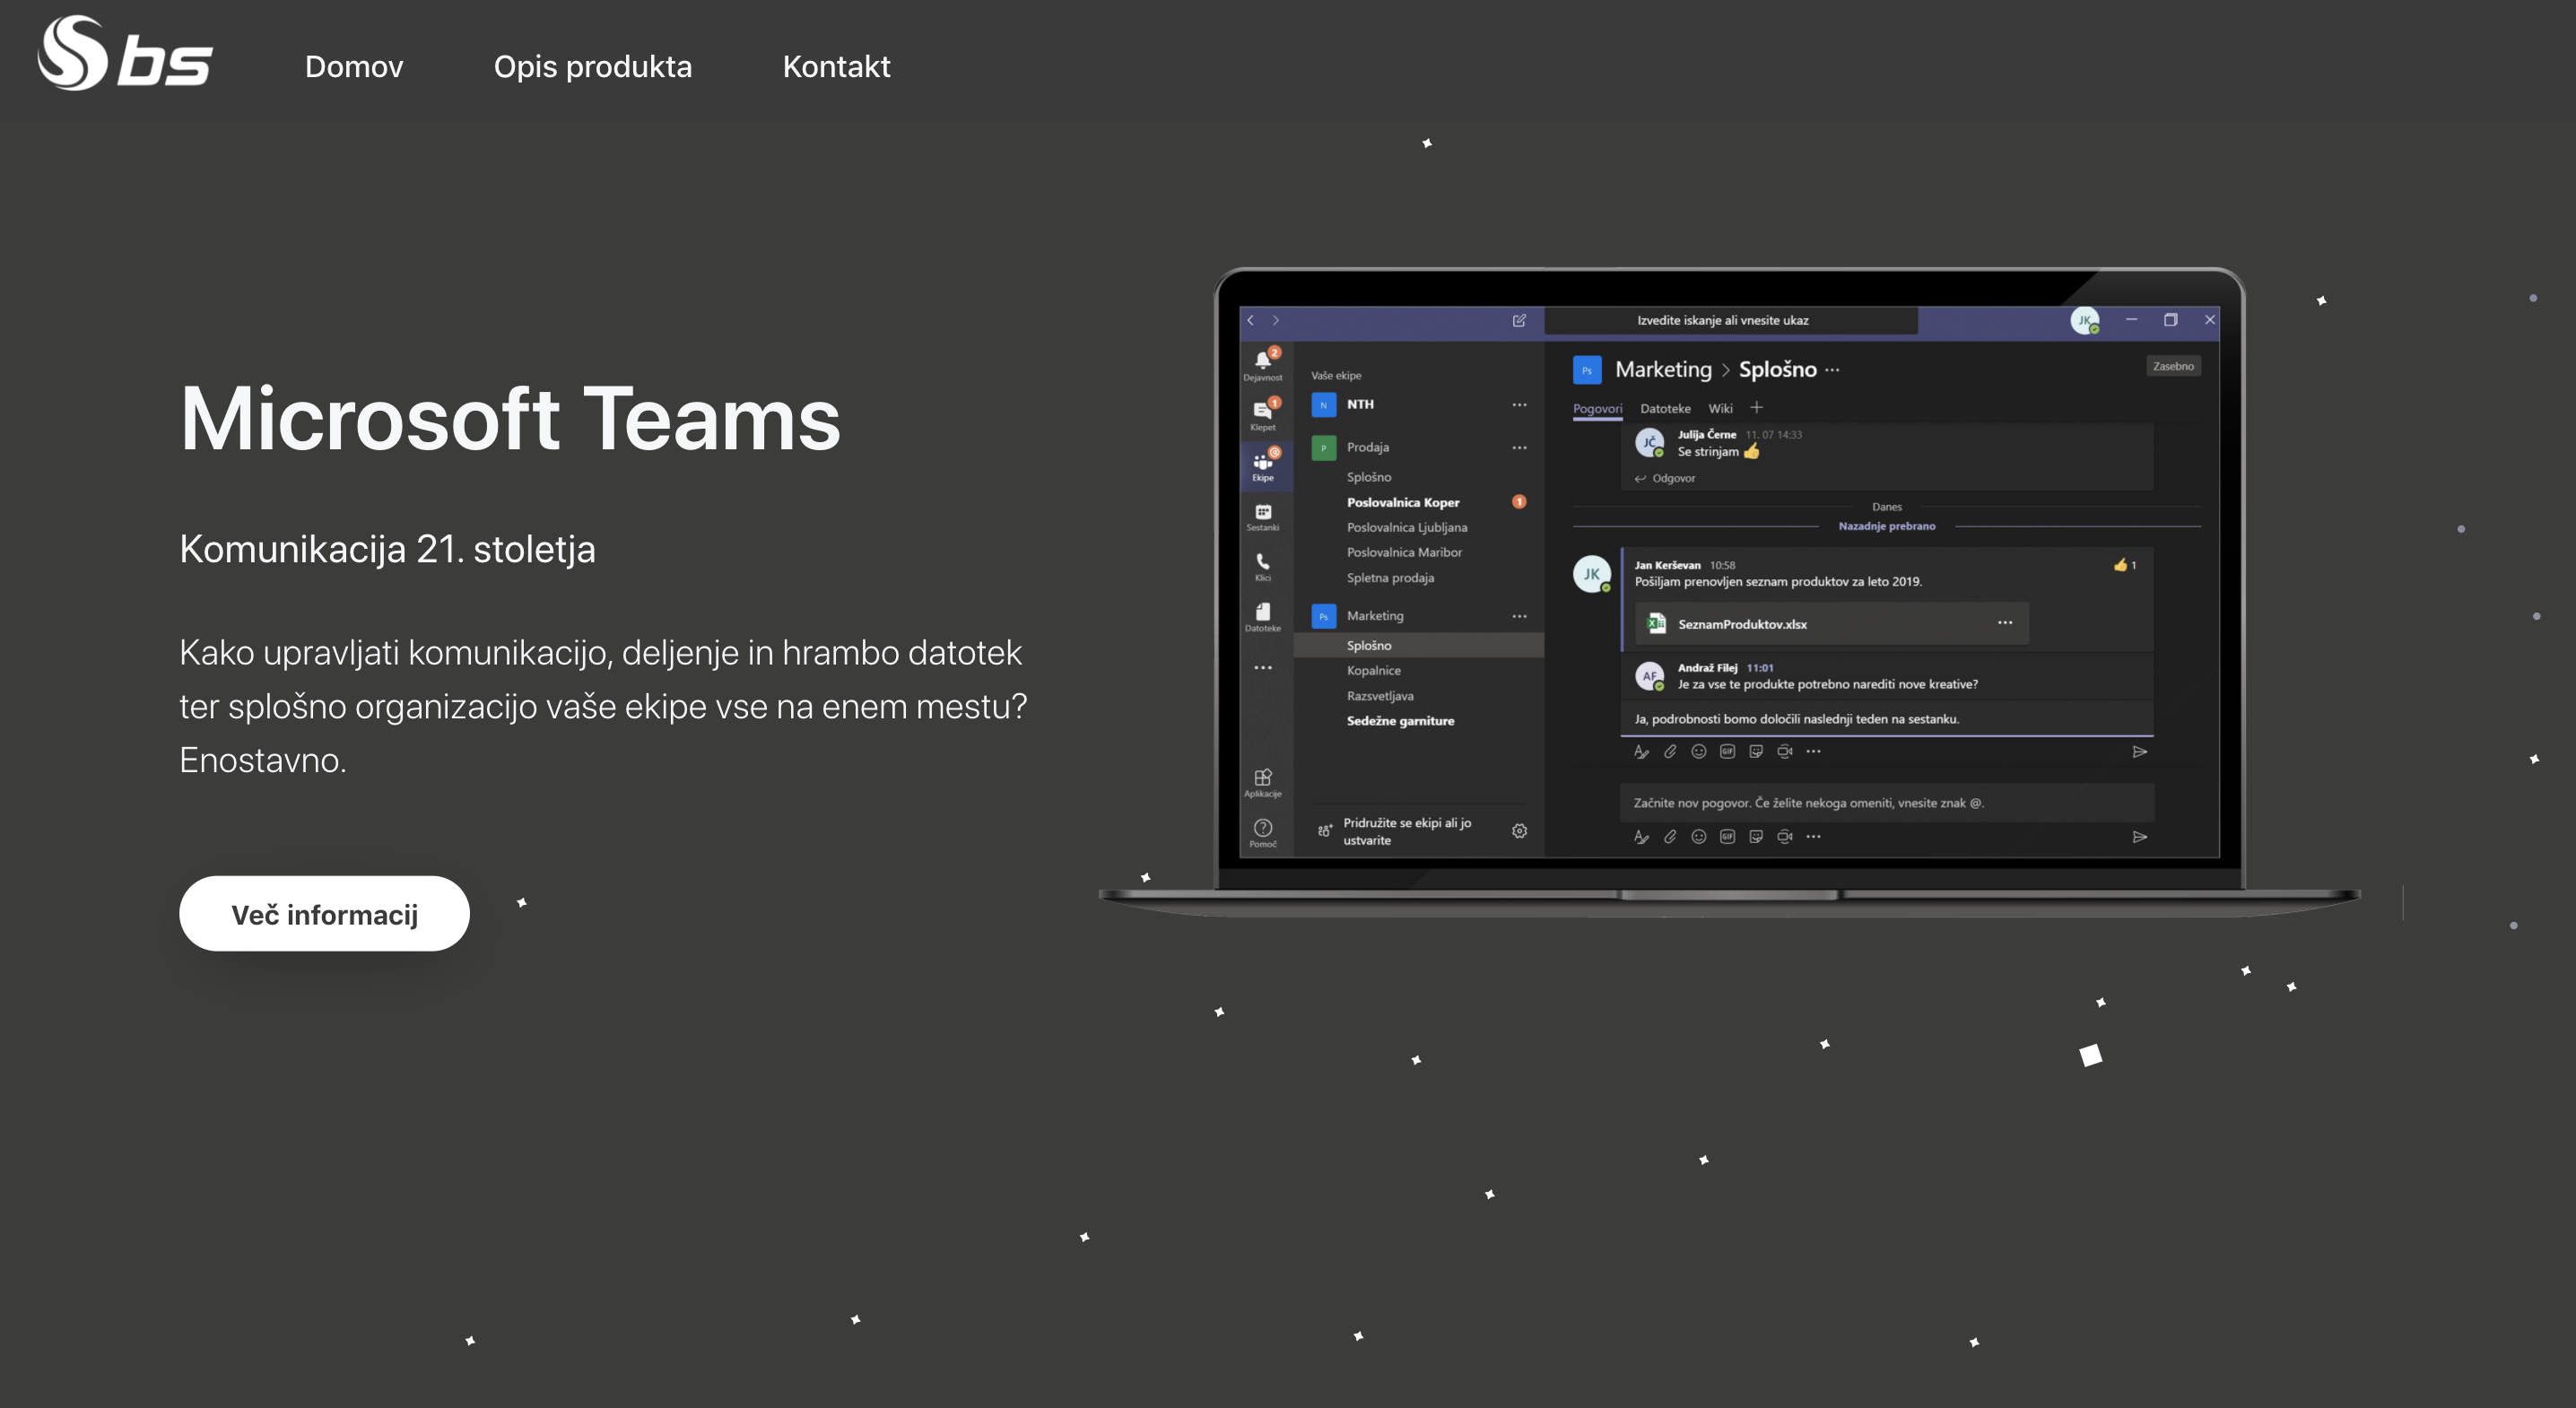 bs
Domov
Opis produkta
Kontakt
Microsoft Teams
Komunikacija 21. stoletja
Kako upravljati komunikacijo, deljenje in hrambo datotek
ter splošno organizacijo vaše ekipe vse na enem mestu?
Enostavno.
Več informacij
Izvedite iskanje ali vnesite ukaz
JK
2
Dejavnost
1
Klepet
@
Ekipe
Sestanki
Klici
Datoteke
Aplikacije
?
Pomoč
Vaše ekipe
N NTH
P Prodaja
Splošno
Poslovalnica Koper 1
Poslovalnica Ljubljana
Poslovalnica Maribor
Spletna prodaja
Ps Marketing
Splošno
Kopalnice
Razsvetljava
Sedežne garniture
Pridružite se ekipi ali jo
ustvarite
Ps Marketing > Splošno ...
Zasebno
Pogovori Datoteke Wiki +
JČ Julija Černe 11. 07 14:33
Se strinjam 👍
Odgovor
Danes
Nazadnje prebrano
JK Jan Kerševan 10:58 👍 1
Pošiljam prenovljen seznam produktov za leto 2019.
SeznamProduktov.xlsx
AF Andraž Filej 11:01
Je za vse te produkte potrebno narediti nove kreative?
Ja, podrobnosti bomo določili naslednji teden na sestanku.
GIF
Začnite nov pogovor. Če želite nekoga omeniti, vnesite znak @.
GIF